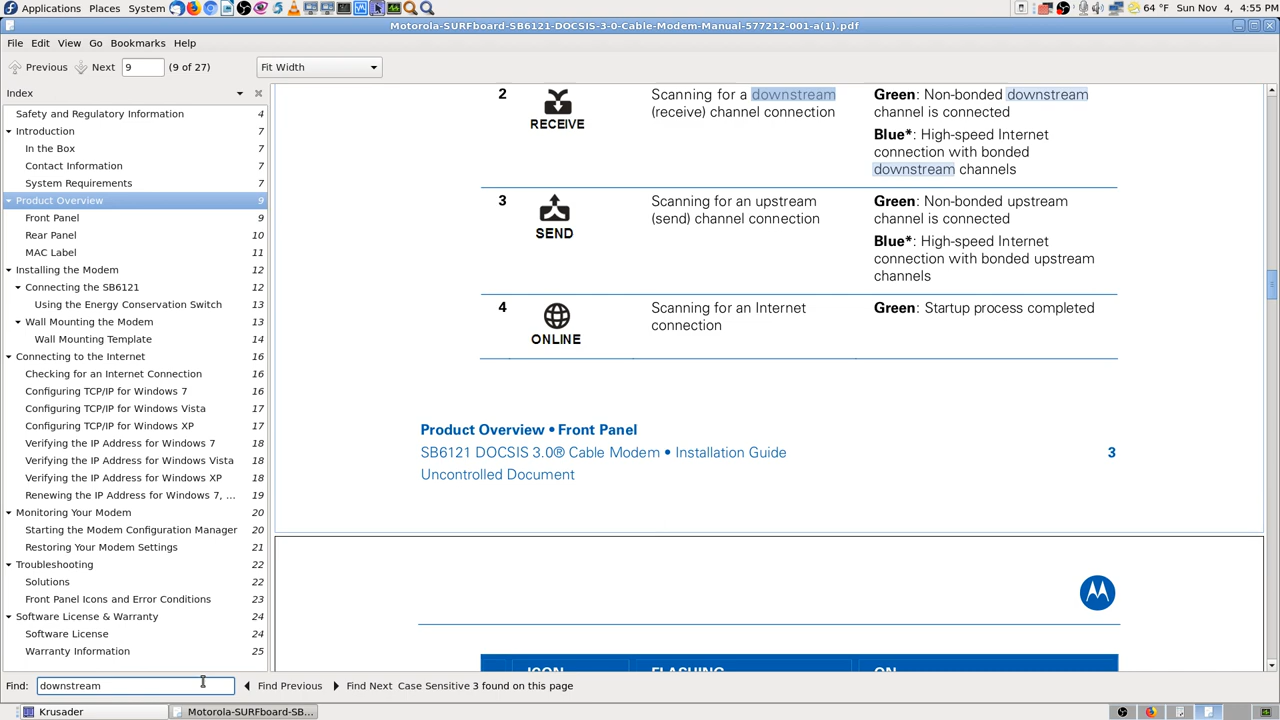 Applications Places System 64 °F Sun Nov 4, 4:55 PM
Motorola-SURFboard-SB6121-DOCSIS-3-0-Cable-Modem-Manual-577212-001-a(1).pdf
File Edit View Go Bookmarks Help
Previous Next 9 (9 of 27) Fit Width
Index
Safety and Regulatory Information 4
Introduction 7
In the Box 7
Contact Information 7
System Requirements 7
Product Overview 9
Front Panel 9
Rear Panel 10
MAC Label 11
Installing the Modem 12
Connecting the SB6121 12
Using the Energy Conservation Switch 13
Wall Mounting the Modem 13
Wall Mounting Template 14
Connecting to the Internet 16
Checking for an Internet Connection 16
Configuring TCP/IP for Windows 7 16
Configuring TCP/IP for Windows Vista 17
Configuring TCP/IP for Windows XP 17
Verifying the IP Address for Windows 7 18
Verifying the IP Address for Windows Vista 18
Verifying the IP Address for Windows XP 18
Renewing the IP Address for Windows 7, ... 19
Monitoring Your Modem 20
Starting the Modem Configuration Manager 20
Restoring Your Modem Settings 21
Troubleshooting 22
Solutions 22
Front Panel Icons and Error Conditions 23
Software License & Warranty 24
Software License 24
Warranty Information 25
2
RECEIVE
Scanning for a downstream
(receive) channel connection
Green: Non-bonded downstream
channel is connected
Blue*: High-speed Internet
connection with bonded
downstream channels
3
SEND
Scanning for an upstream
(send) channel connection
Green: Non-bonded upstream
channel is connected
Blue*: High-speed Internet
connection with bonded upstream
channels
4
ONLINE
Scanning for an Internet
connection
Green: Startup process completed
Product Overview • Front Panel
SB6121 DOCSIS 3.0® Cable Modem • Installation Guide 3
Uncontrolled Document
ICON FLASHING ON
Find: downstream Find Previous Find Next Case Sensitive 3 found on this page
Krusader Motorola-SURFboard-SB...